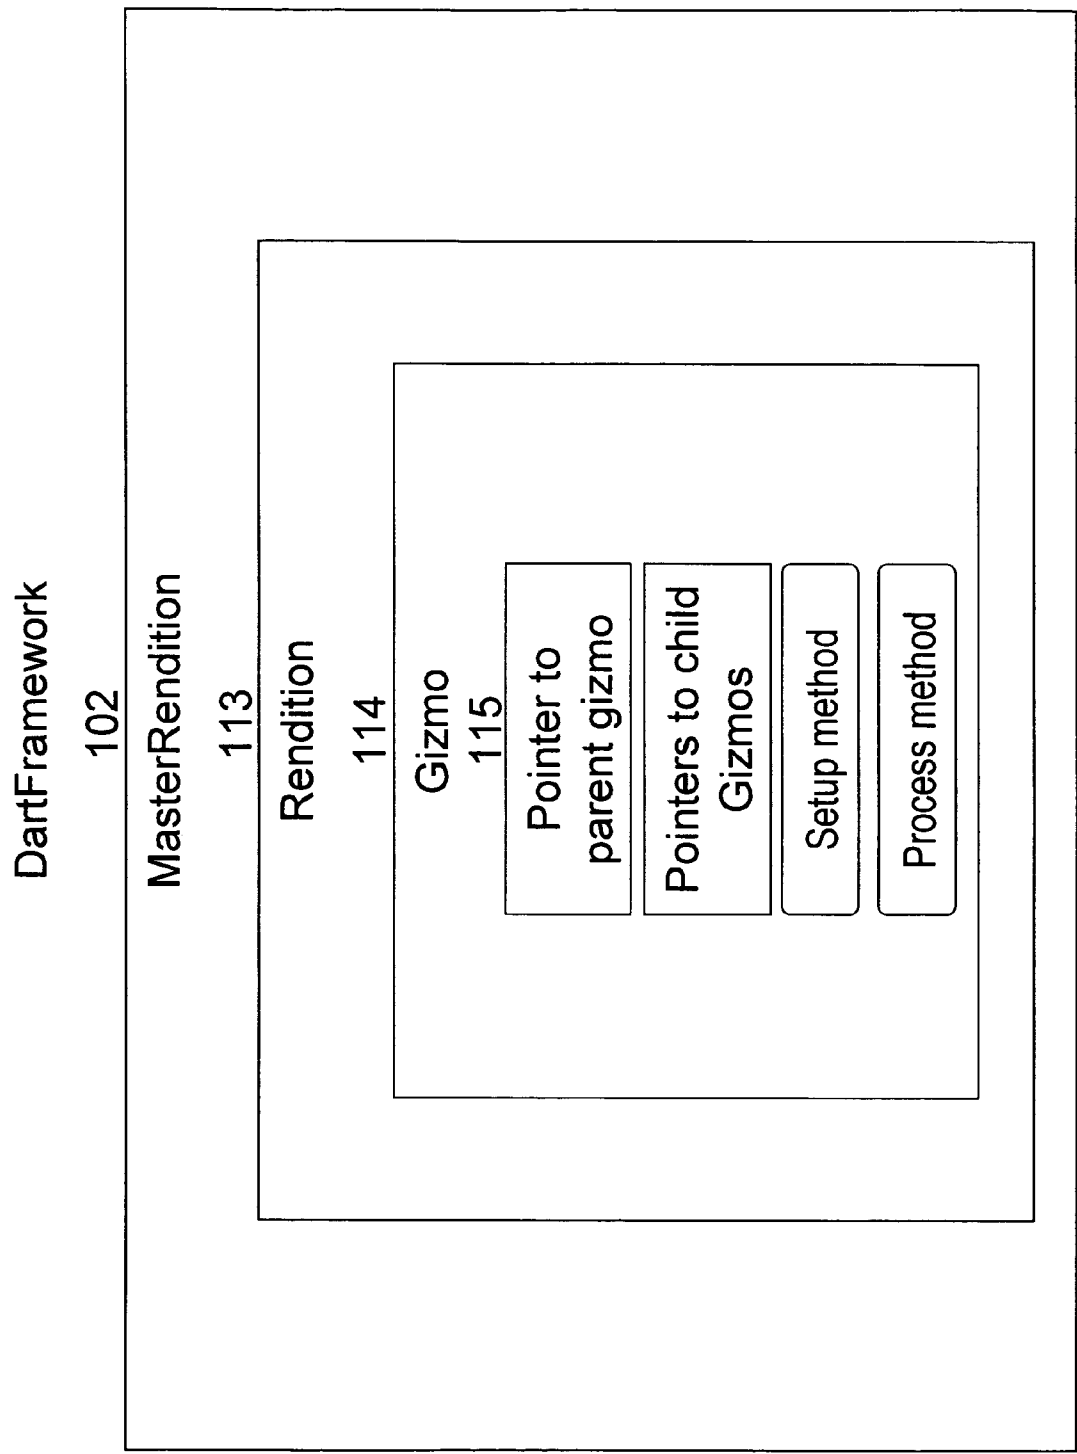 DartFramework
102
MasterRendition
113
Rendition
114
Gizmo
115
Pointer to
parent gizmo
Pointers to child
Gizmos
Setup method
Process method